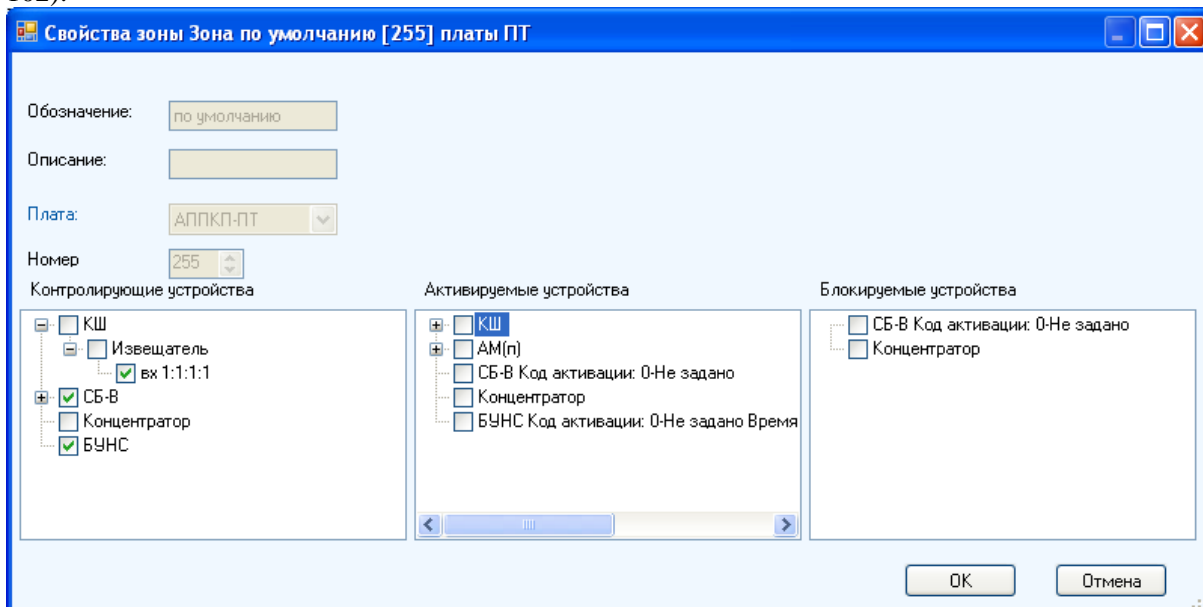 102).
Свойства зоны Зона по умолчанию [255] платы ПТ
Обозначение: по умолчанию
Описание:
Плата: АППКП-ПТ
Номер 255
Контролирующие устройства
КШ
Извещатель
вх 1:1:1:1
СБ-В
Концентратор
БУНС
Активируемые устройства
КШ
АМ(п)
СБ-В Код активации: 0-Не задано
Концентратор
БУНС Код активации: 0-Не задано Время
Блокируемые устройства
СБ-В Код активации: 0-Не задано
Концентратор
OK Отмена